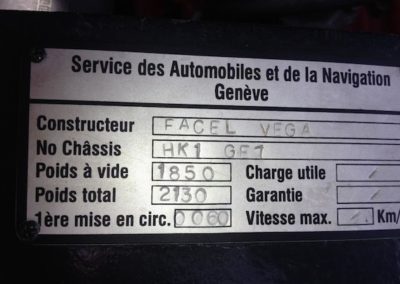 Service des Automobiles et de la Navigation
Genève
Constructeur FACEL VEGA
No Châssis HK1 GE1
Poids à vide 1850 Charge utile
Poids total 2130 Garantie
1ère mise en circ. 0060 Vitesse max. Km/